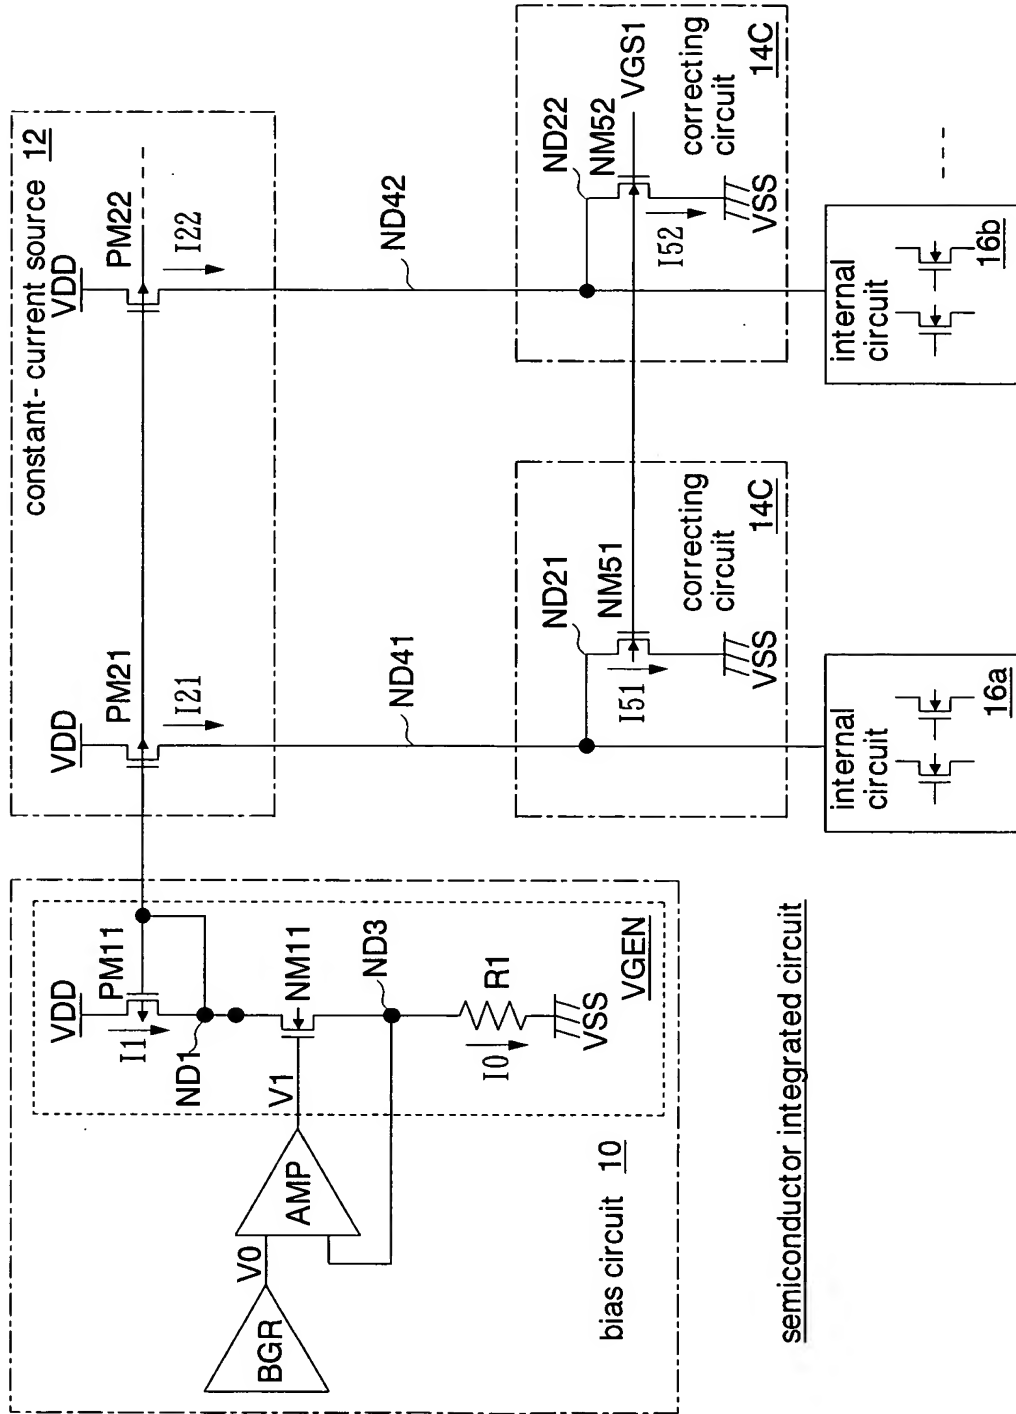 constant- current source 12
VDD
PM21
I21
VDD
PM22
I22
ND41
ND42
bias circuit 10
BGR
V0
AMP
V1
VGEN
VDD
PM11
I1
ND1
NM11
ND3
R1
I0
VSS
ND21
NM51
I51
VSS
correcting
circuit
14C
ND22
NM52
VGS1
I52
VSS
correcting
circuit
14C
internal
circuit
16a
internal
circuit
16b
semiconductor integrated circuit